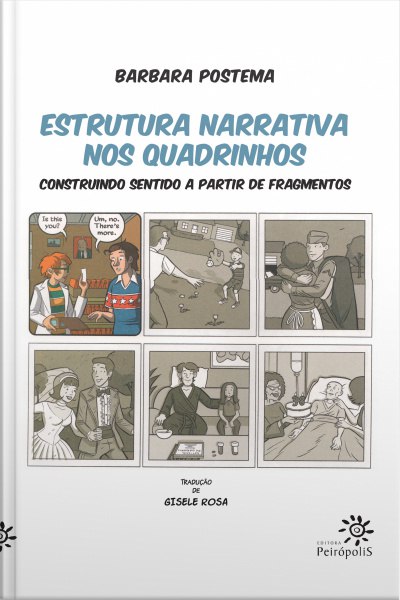 BARBARA POSTEMA
ESTRUTURA NARRATIVA
NOS QUADRINHOS
CONSTRUINDO SENTIDO A PARTIR DE FRAGMENTOS
Is this
you?
Um, no.
There's
more.
TRADUÇÃO
DE
GISELE ROSA
EDITORA
PeirópoliS